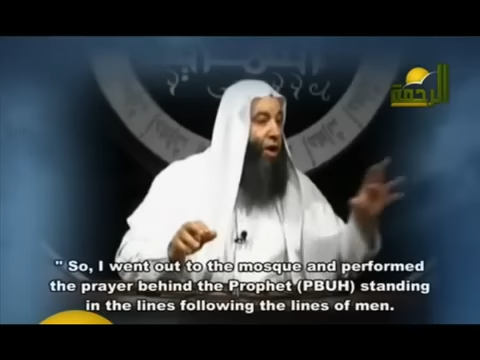 الرحمة
" So, I went out to the mosque and performed
the prayer behind the Prophet (PBUH) standing
in the lines following the lines of men.